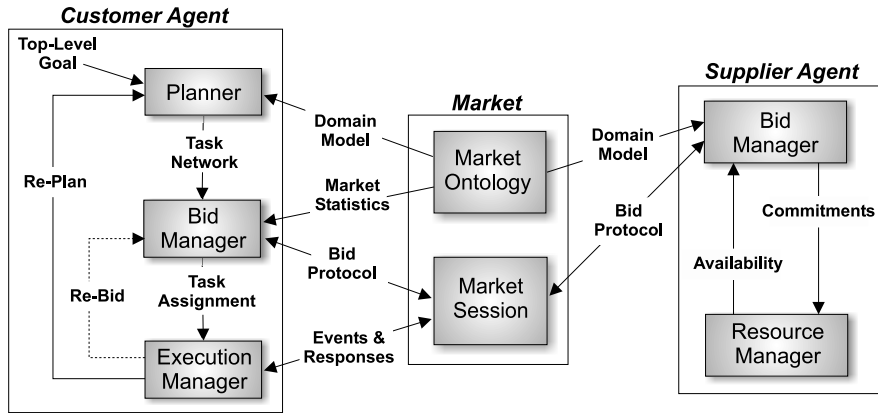 Customer Agent
Top-Level
Goal
Planner
Task
Network
Re-Plan
Bid
Manager
Re-Bid
Task
Assignment
Execution
Manager
Domain
Model
Market
Statistics
Bid
Protocol
Events &
Responses
Market
Market
Ontology
Market
Session
Domain
Model
Bid
Protocol
Supplier Agent
Bid
Manager
Commitments
Availability
Resource
Manager